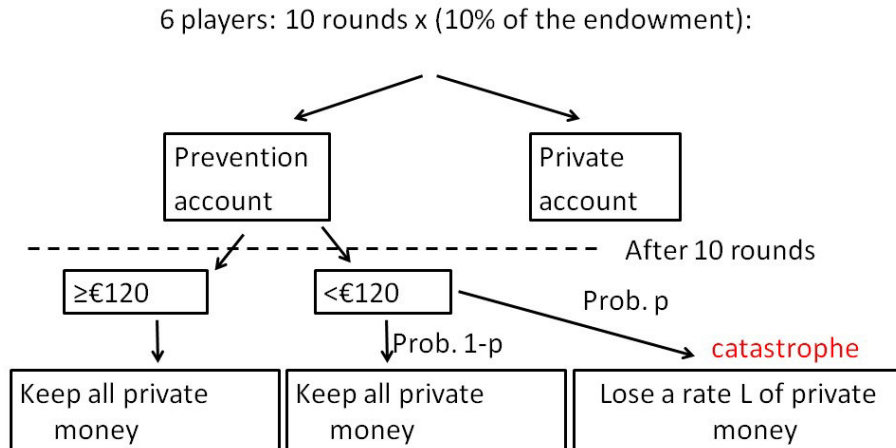 6 players: 10 rounds x (10% of the endowment):
Prevention
account
Private
account
After 10 rounds
≥€120
<€120
Prob. p
Prob. 1-p
catastrophe
Keep all private
money
Keep all private
money
Lose a rate L of private
money